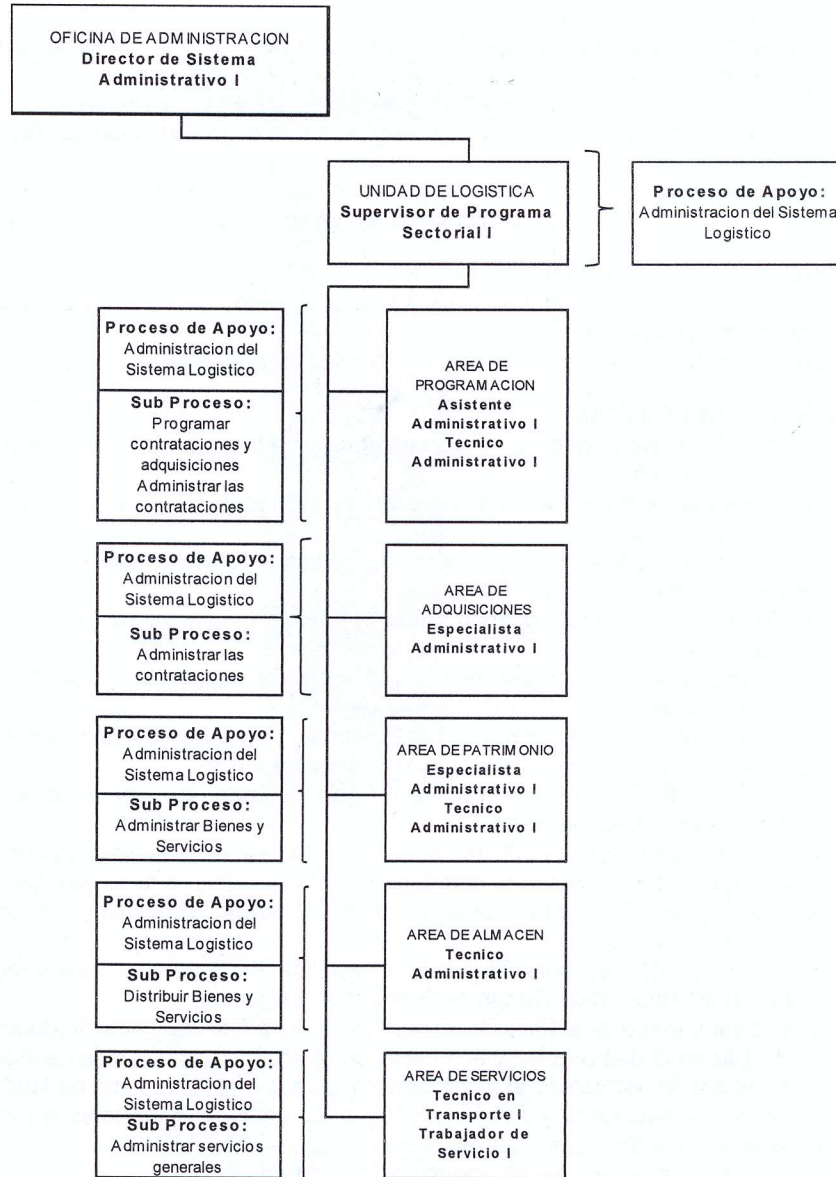 OFICINA DE ADMINISTRACION
Director de Sistema
Administrativo I
UNIDAD DE LOGISTICA
Supervisor de Programa
Sectorial I
Proceso de Apoyo:
Administracion del Sistema
Logistico
Proceso de Apoyo:
Administracion del
Sistema Logistico
Sub Proceso:
Programar
contrataciones y
adquisiciones
Administrar las
contrataciones
AREA DE
PROGRAMACION
Asistente
Administrativo I
Tecnico
Administrativo I
Proceso de Apoyo:
Administracion del
Sistema Logistico
Sub Proceso:
Administrar las
contrataciones
AREA DE
ADQUISICIONES
Especialista
Administrativo I
Proceso de Apoyo:
Administracion del
Sistema Logistico
Sub Proceso:
Administrar Bienes y
Servicios
AREA DE PATRIMONIO
Especialista
Administrativo I
Tecnico
Administrativo I
Proceso de Apoyo:
Administracion del
Sistema Logistico
Sub Proceso:
Distribuir Bienes y
Servicios
AREA DE ALMACEN
Tecnico
Administrativo I
Proceso de Apoyo:
Administracion del
Sistema Logistico
Sub Proceso:
Administrar servicios
generales
AREA DE SERVICIOS
Tecnico en
Transporte I
Trabajador de
Servicio I